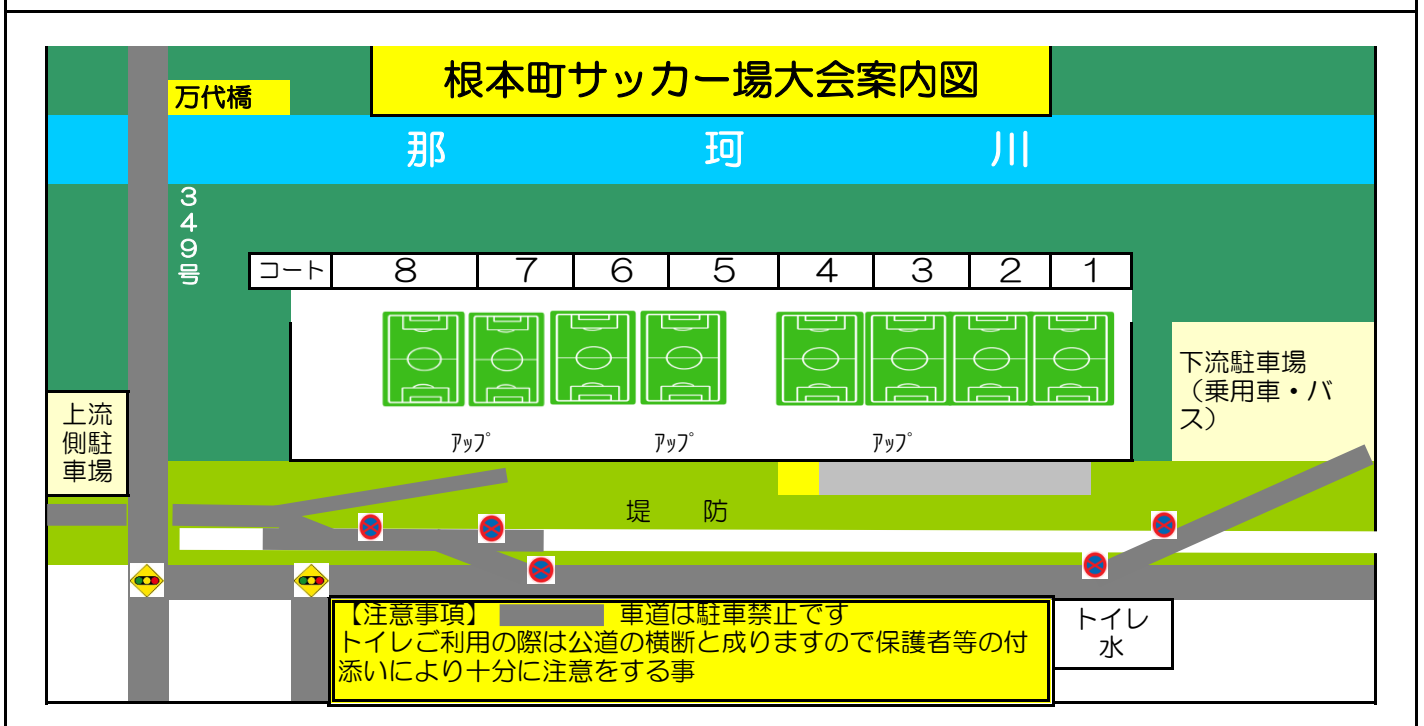 根本町サッカー場大会案内図
万代橋
那 珂 川
349号
コート 8 7 6 5 4 3 2 1
下流駐車場
(乗用車・バ
ス)
上流
側駐
車場
アップ アップ アップ
堤 防
【注意事項】 車道は駐車禁止です
トイレご利用の際は公道の横断と成りますので保護者等の付
添いにより十分に注意をする事
トイレ
水